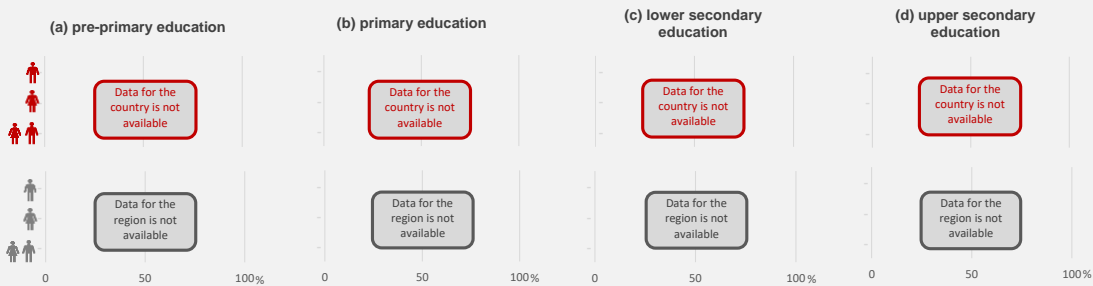 (a) pre-primary education
(b) primary education
(c) lower secondary
education
(d) upper secondary
education
Data for the
country is not
available
Data for the
country is not
available
Data for the
country is not
available
Data for the
country is not
available
Data for the
region is not
available
Data for the
region is not
available
Data for the
region is not
available
Data for the
region is not
available
0 50 100 %
0 50 100 %
0 50 100 %
0 50 100 %